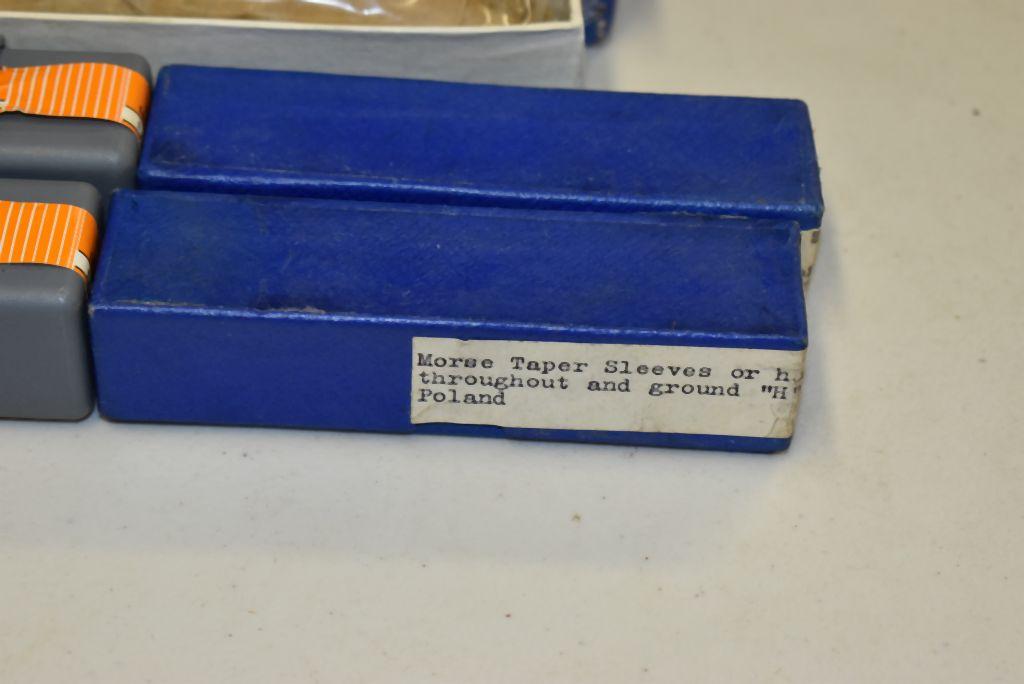 Morse Taper Sleeves or h
throughout and ground "H"
Poland